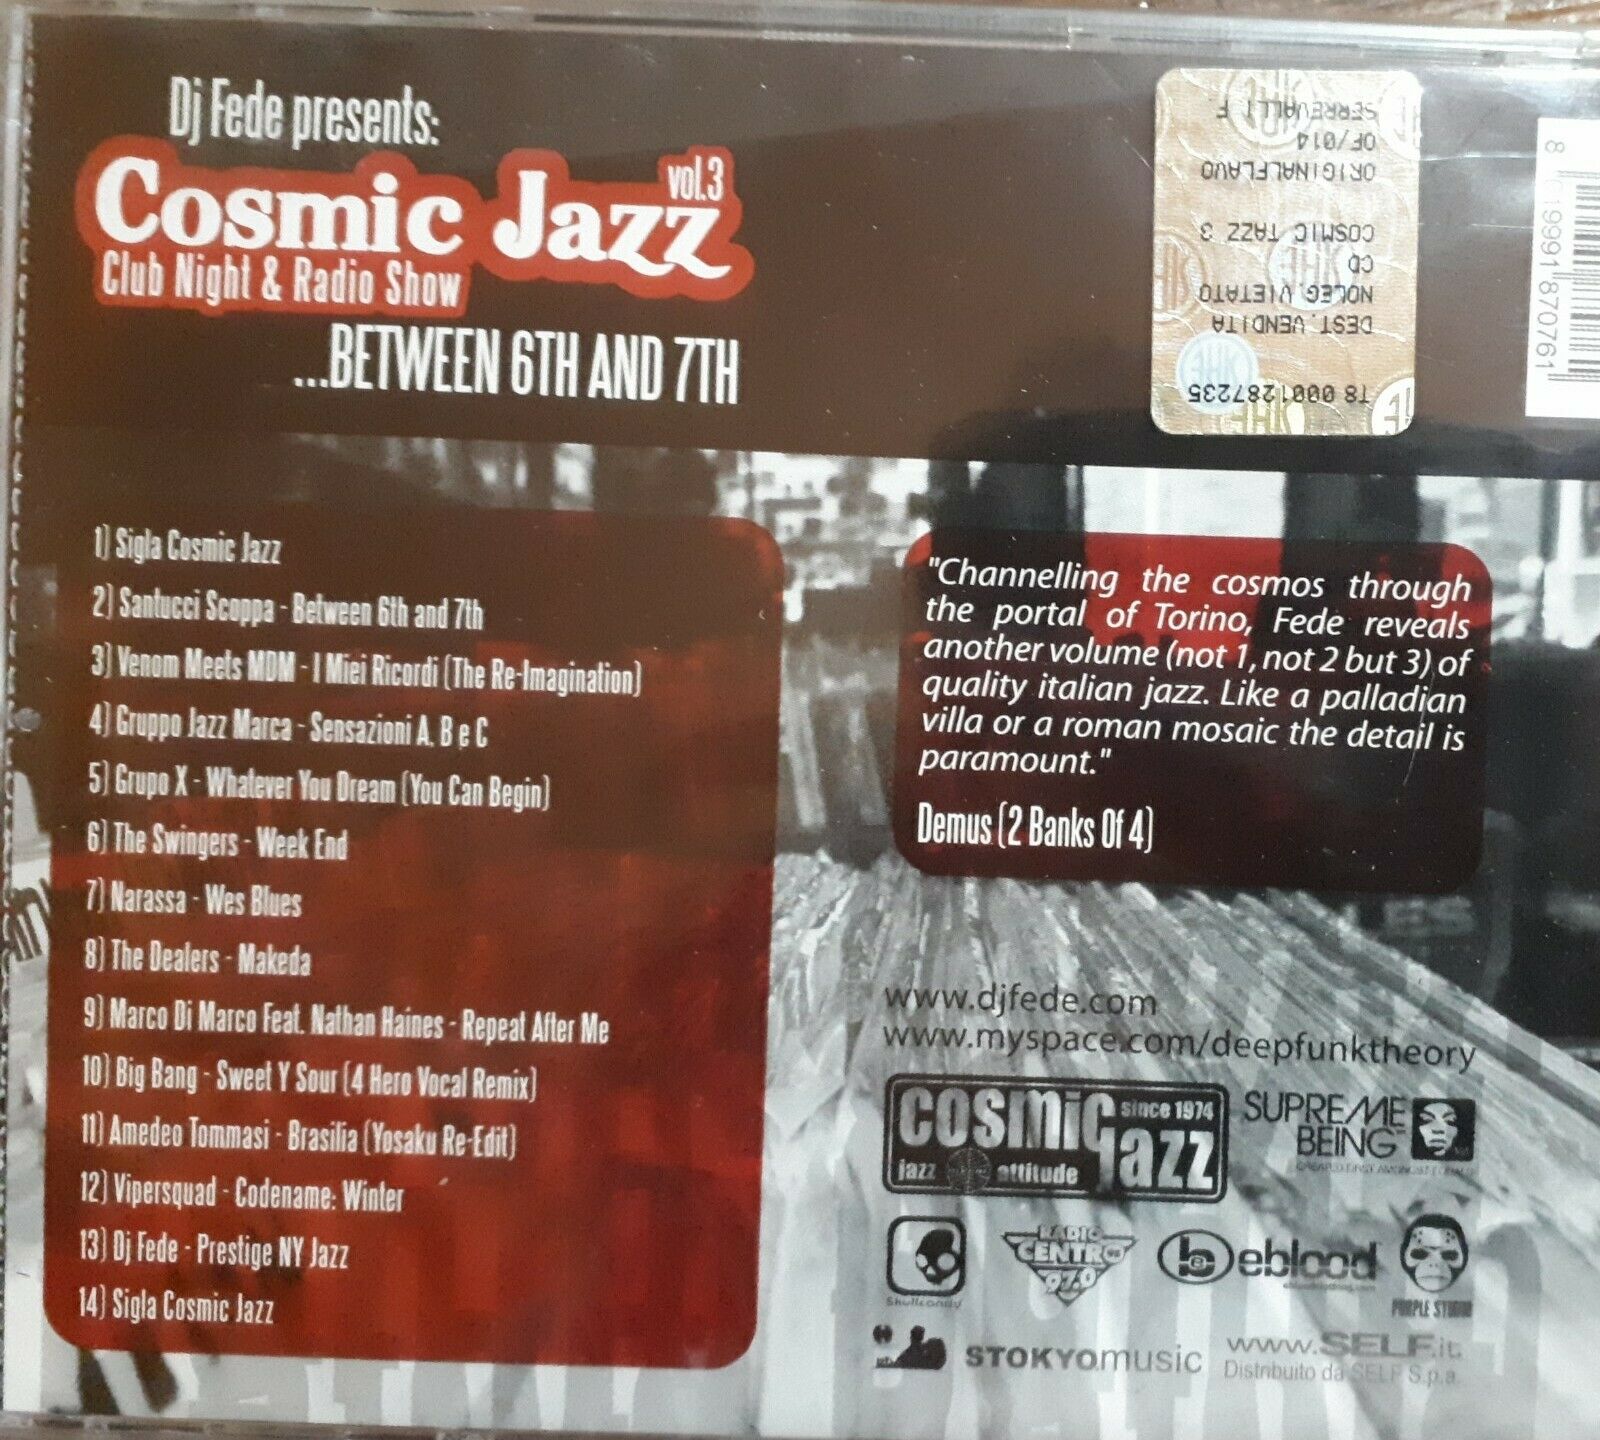 Dj Fede presents:
Cosmic Jazz vol.3
Club Night & Radio Show
...BETWEEN 6TH AND 7TH
SERREVALLI F.
OF/014
ORIGINALFLAVO
COSMIC TAZZ 3
CD
NOLEG.VIETATO
DEST.VENDITA
T8 0001287235
8 019991 870761
1) Sigla Cosmic Jazz
2) Santucci Scoppa - Between 6th and 7th
3) Venom Meets MDM - I Miei Ricordi (The Re-Imagination)
4) Gruppo Jazz Marca - Sensazioni A, B e C
5) Grupo X - Whatever You Dream (You Can Begin)
6) The Swingers - Week End
7) Narassa - Wes Blues
8) The Dealers - Makeda
9) Marco Di Marco Feat. Nathan Haines - Repeat After Me
10) Big Bang - Sweet Y Sour (4 Hero Vocal Remix)
11) Amedeo Tommasi - Brasilia (Yosaku Re-Edit)
12) Vipersquad - Codename: Winter
13) Dj Fede - Prestige NY Jazz
14) Sigla Cosmic Jazz
"Channelling the cosmos through
the portal of Torino, Fede reveals
another volume (not 1, not 2 but 3) of
quality italian jazz. Like a palladian
villa or a roman mosaic the detail is
paramount."
Demus (2 Banks Of 4)
www.djfede.com
www.myspace.com/deepfunktheory
cosmic jazz since 1974
jazz attitude
SUPREME
BEING
Skullcandy
RADIO
CENTRO 95
97.0
eblood
PURPLE STUDIO
STOKYOmusic
www.SELF.it
Distribuito da SELF S.p.a.